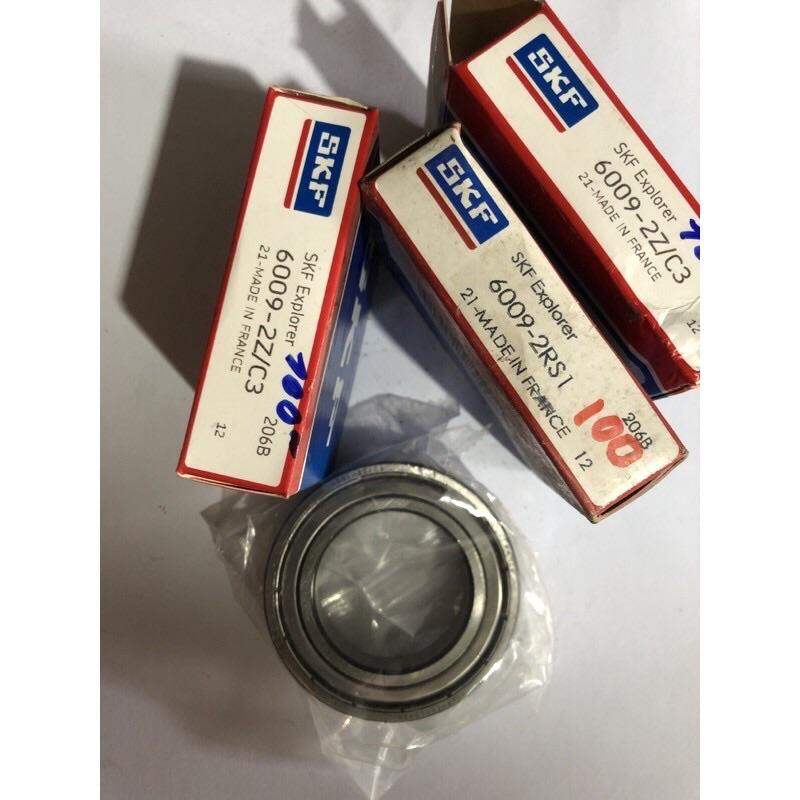 SKF
SKF Explorer
6009-2Z/C3
21-MADE IN FRANCE
206B
12
100
SKF
SKF Explorer
6009-2RS1
21-MADE IN FRANCE
206B
12
100
SKF
SKF Explorer
6009-2Z/C3
21-MADE IN FRANCE
12